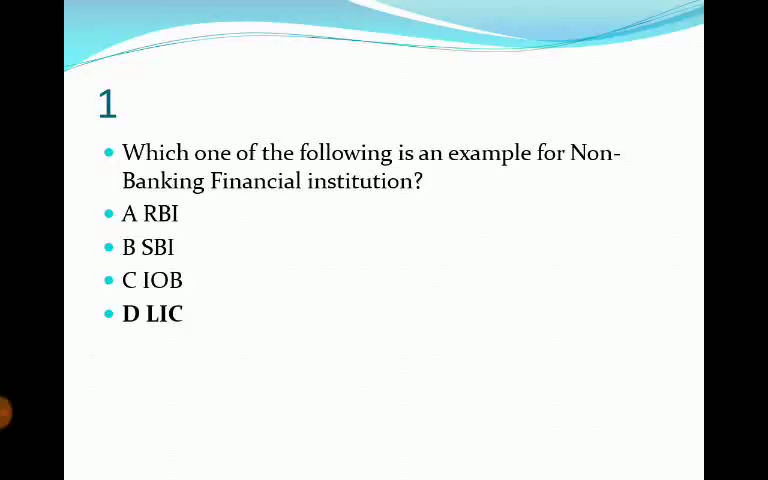 1
Which one of the following is an example for Non-
Banking Financial institution?
A RBI
B SBI
C IOB
D LIC